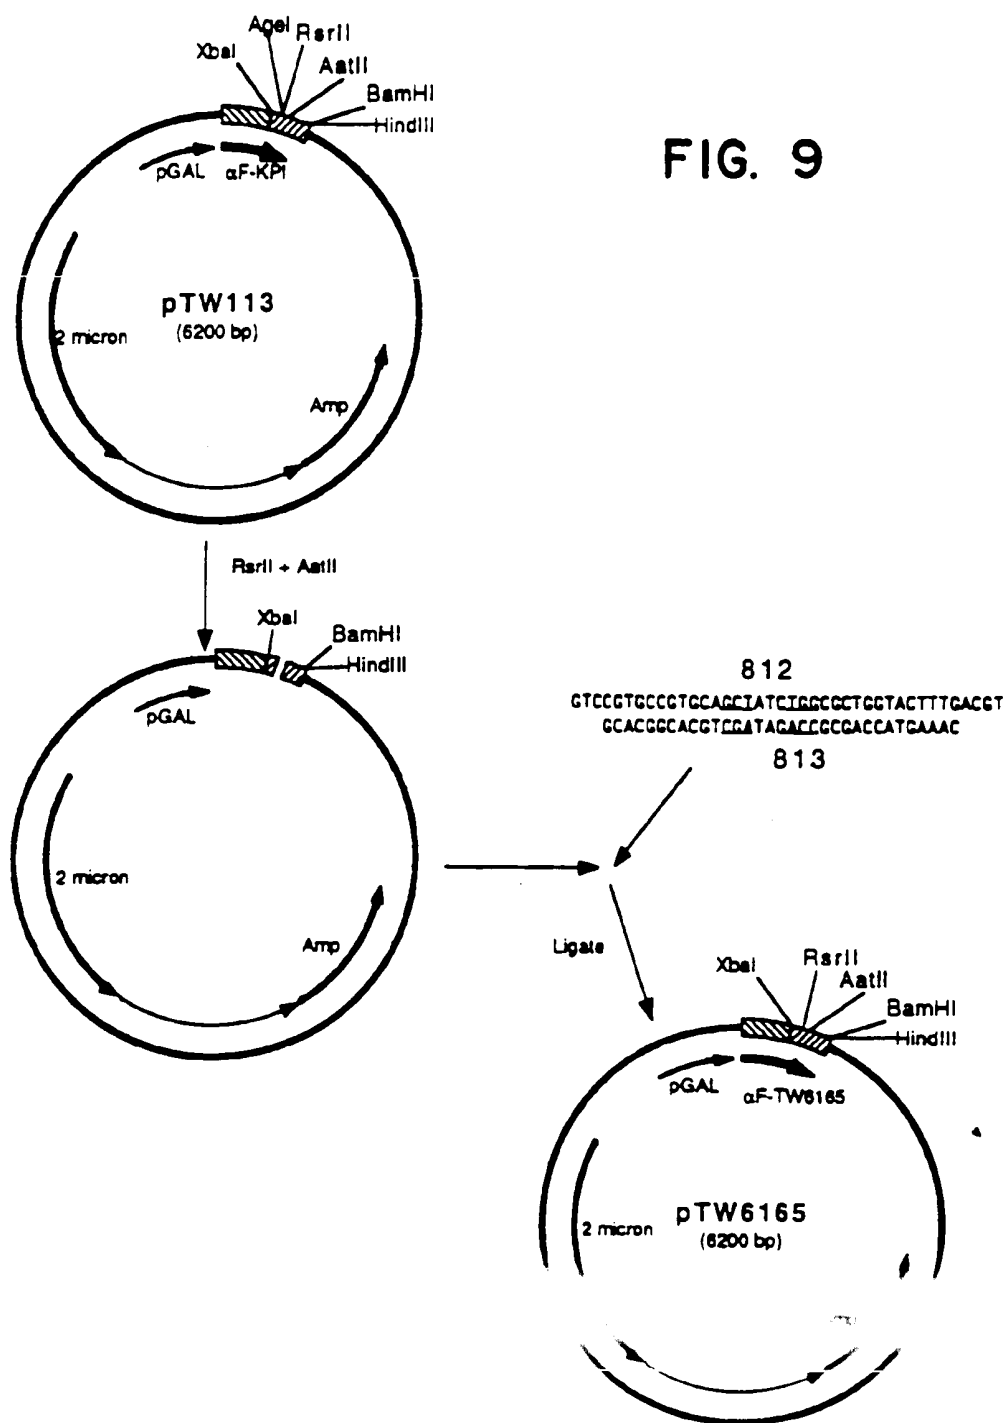 FIG. 9
AgeI
RsrII
XbaI
AatII
BamHI
HindIII
pGAL
αF-KPI
pTW113
(6200 bp)
2 micron
Amp
RsrII + AatII
XbaI
BamHI
HindIII
pGAL
2 micron
Amp
812
GTCCGTGCCGTGCAGCTATCTGGCGCTGGTACTTTGACGT
GCACGGCACGTCGATAGACCGCGACCATGAAAC
813
Ligate
XbaI
RsrII
AatII
BamHI
HindIII
pGAL
αF-TW6165
pTW6165
(6200 bp)
2 micron